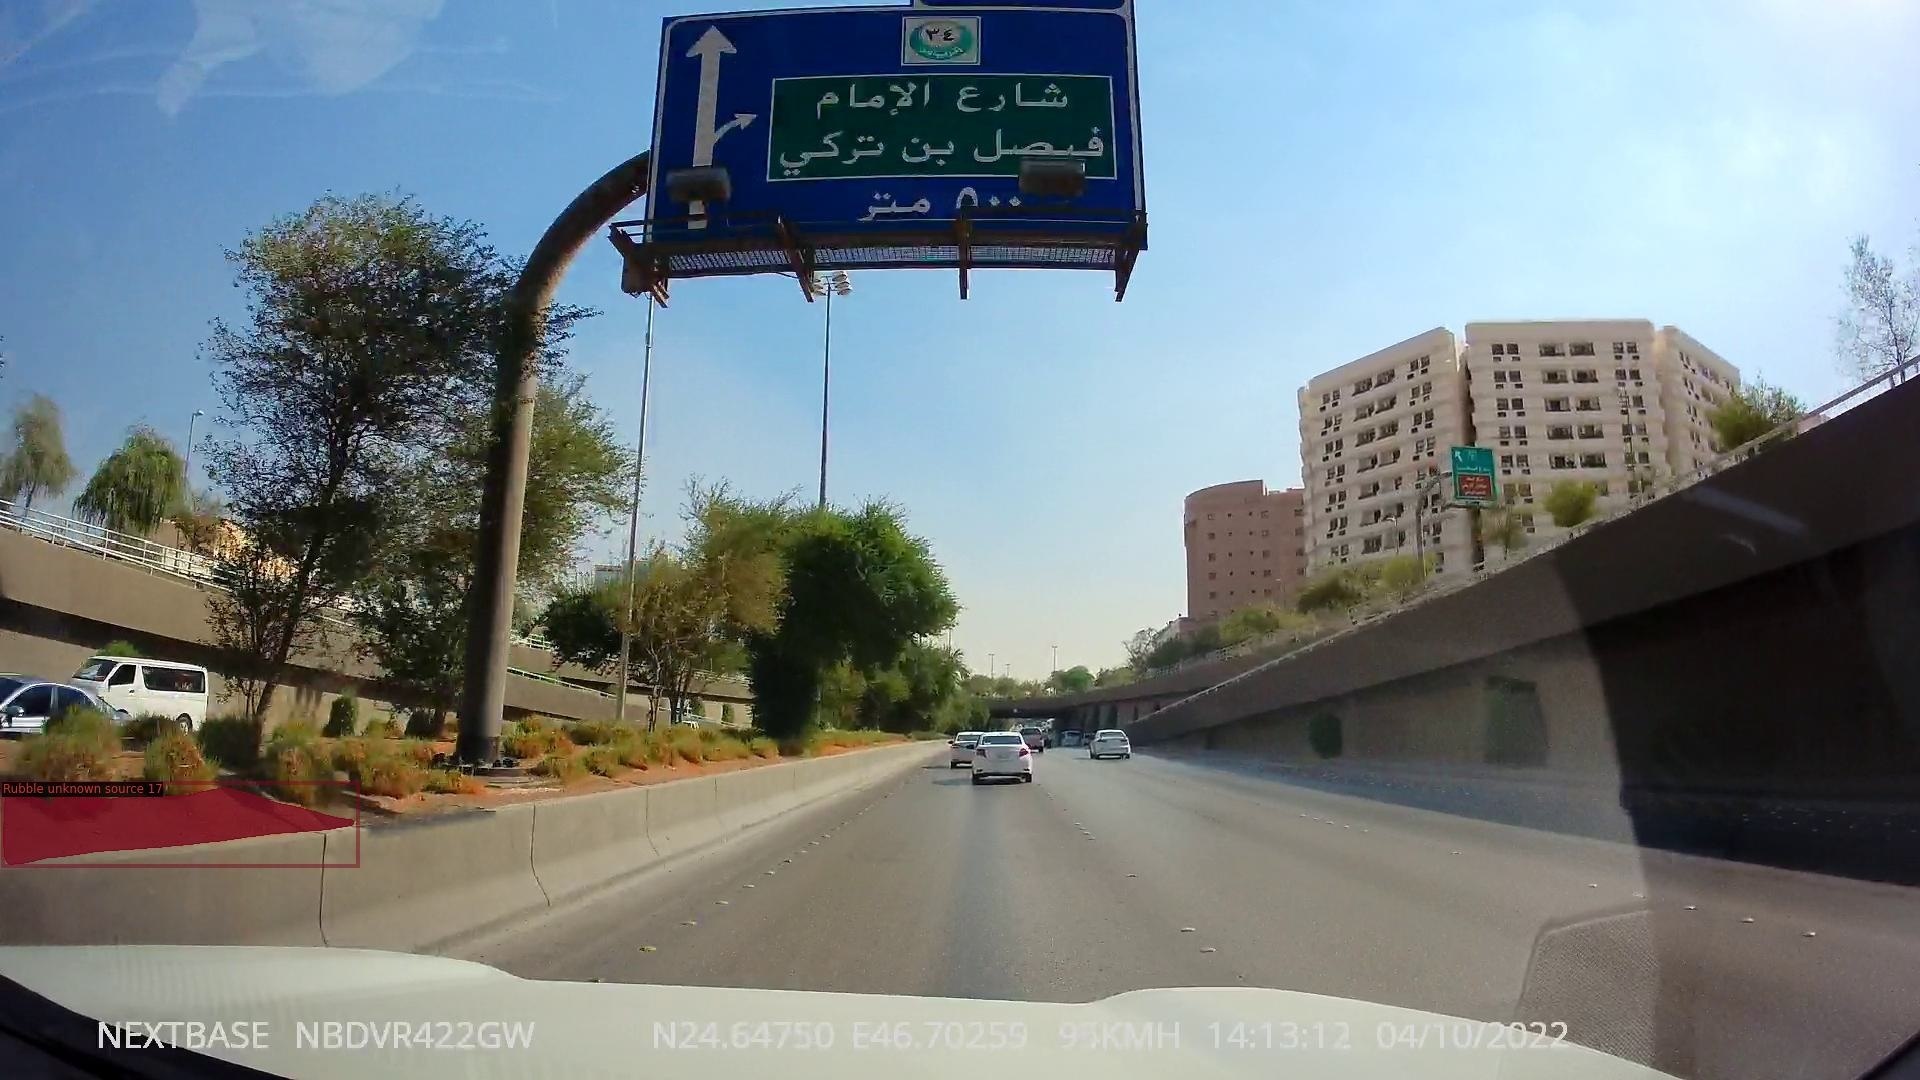 ٣٤
شارع الإمام
فيصل بن تركي
٥٠٠ متر
Rubble unknown source 17
NEXTBASE NBDVR422GW N24.64750 E46.70259 95KMH 14:13:12 04/10/2022